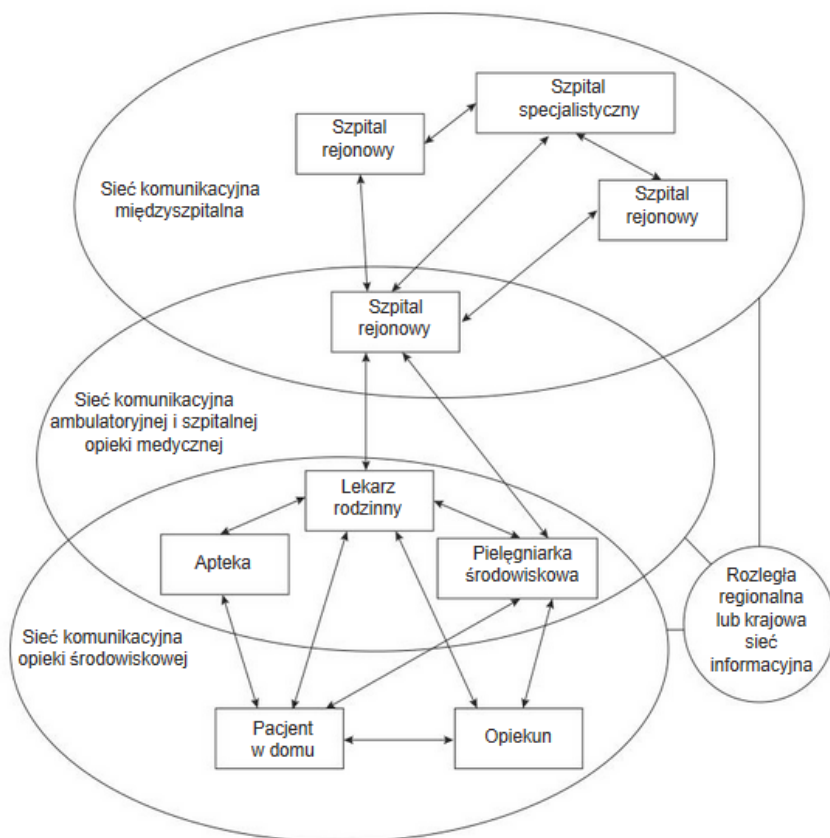 Szpital
specjalistyczny
Szpital
rejonowy
Sieć komunikacyjna
międzyszpitalna
Szpital
rejonowy
Szpital
rejonowy
Sieć komunikacyjna
ambulatoryjnej i szpitalnej
opieki medycznej
Lekarz
rodzinny
Apteka
Pielęgniarka
środowiskowa
Rozległa
regionalna
lub krajowa
sieć
informacyjna
Sieć komunikacyjna
opieki środowiskowej
Pacjent
w domu
Opiekun